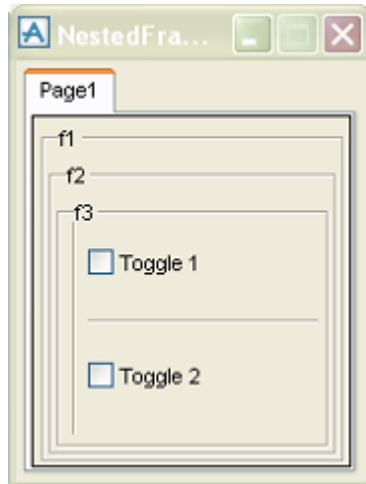 NestedFra...
Page1
f1
f2
f3
Toggle 1
Toggle 2